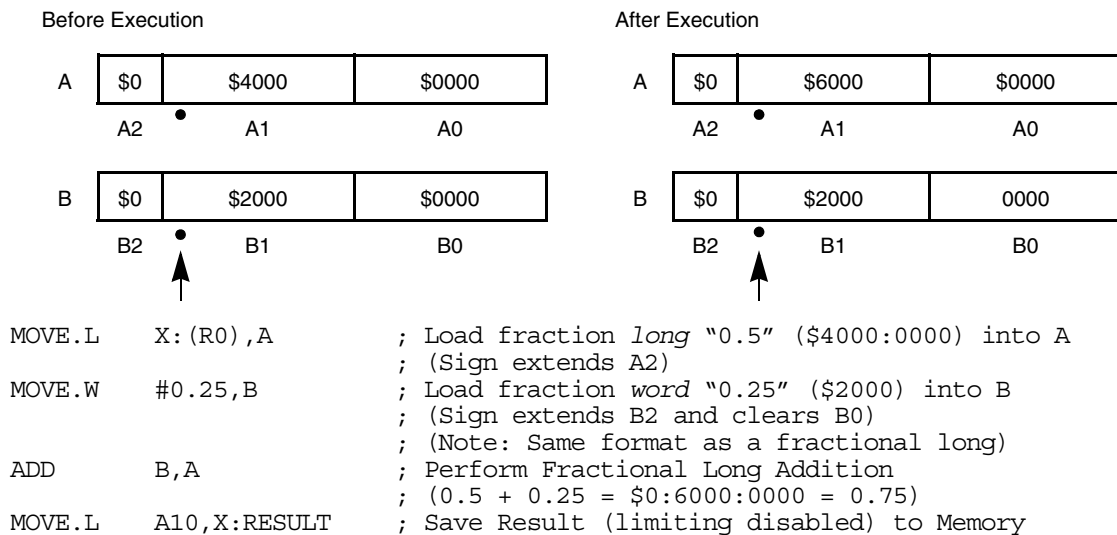 Before Execution
After Execution
A $0 $4000 $0000
A $0 $6000 $0000
A2 A1 A0
A2 A1 A0
B $0 $2000 $0000
B $0 $2000 0000
B2 B1 B0
B2 B1 B0
MOVE.L X:(R0),A ; Load fraction long “0.5” ($4000:0000) into A
; (Sign extends A2)
MOVE.W #0.25,B ; Load fraction word “0.25” ($2000) into B
; (Sign extends B2 and clears B0)
; (Note: Same format as a fractional long)
ADD B,A ; Perform Fractional Long Addition
; (0.5 + 0.25 = $0:6000:0000 = 0.75)
MOVE.L A10,X:RESULT ; Save Result (limiting disabled) to Memory